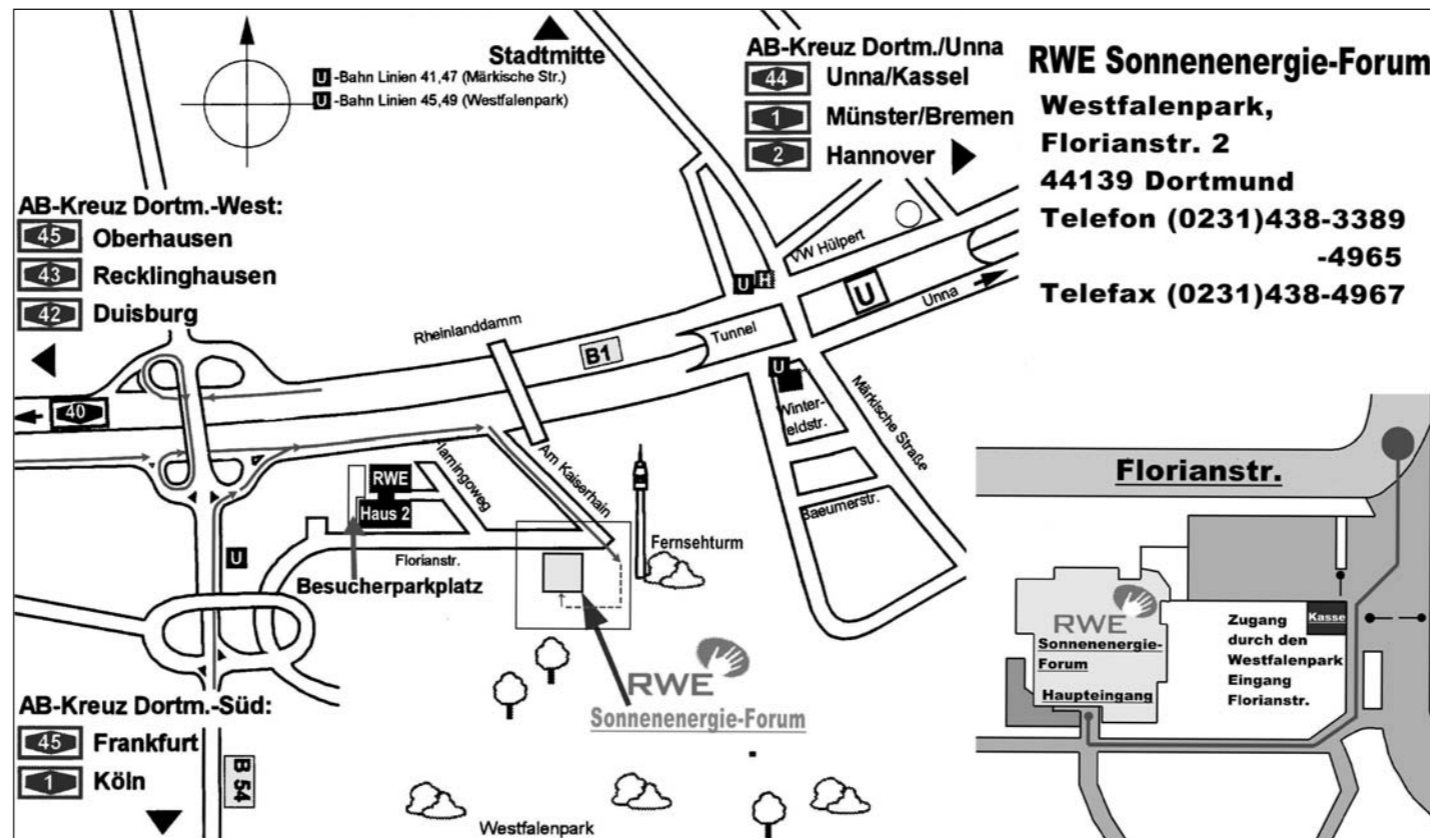 Stadtmitte
U -Bahn Linien 41,47 (Märkische Str.)
U -Bahn Linien 45,49 (Westfalenpark)
AB-Kreuz Dortm./Unna
44 Unna/Kassel
1 Münster/Bremen
2 Hannover
RWE Sonnenenergie-Forum
Westfalenpark,
Florianstr. 2
44139 Dortmund
Telefon (0231)438-3389
-4965
Telefax (0231)438-4967
AB-Kreuz Dortm.-West:
45 Oberhausen
43 Recklinghausen
42 Duisburg
40
Rheinlanddamm
B1
Tunnel
U H
VW Hülpert
U
Unna
U
Winter-
feldstr.
Märkische Straße
Baeumerstr.
Am Kaiserhain
Flamingoweg
RWE
Haus 2
Florianstr.
Besucherparkplatz
Fernsehturm
U
RWE
Sonnenenergie-Forum
AB-Kreuz Dortm.-Süd:
45 Frankfurt
1 Köln
B 54
Westfalenpark
Florianstr.
RWE
Sonnenenergie-
Forum
Haupteingang
Kasse
Zugang
durch den
Westfalenpark
Eingang
Florianstr.